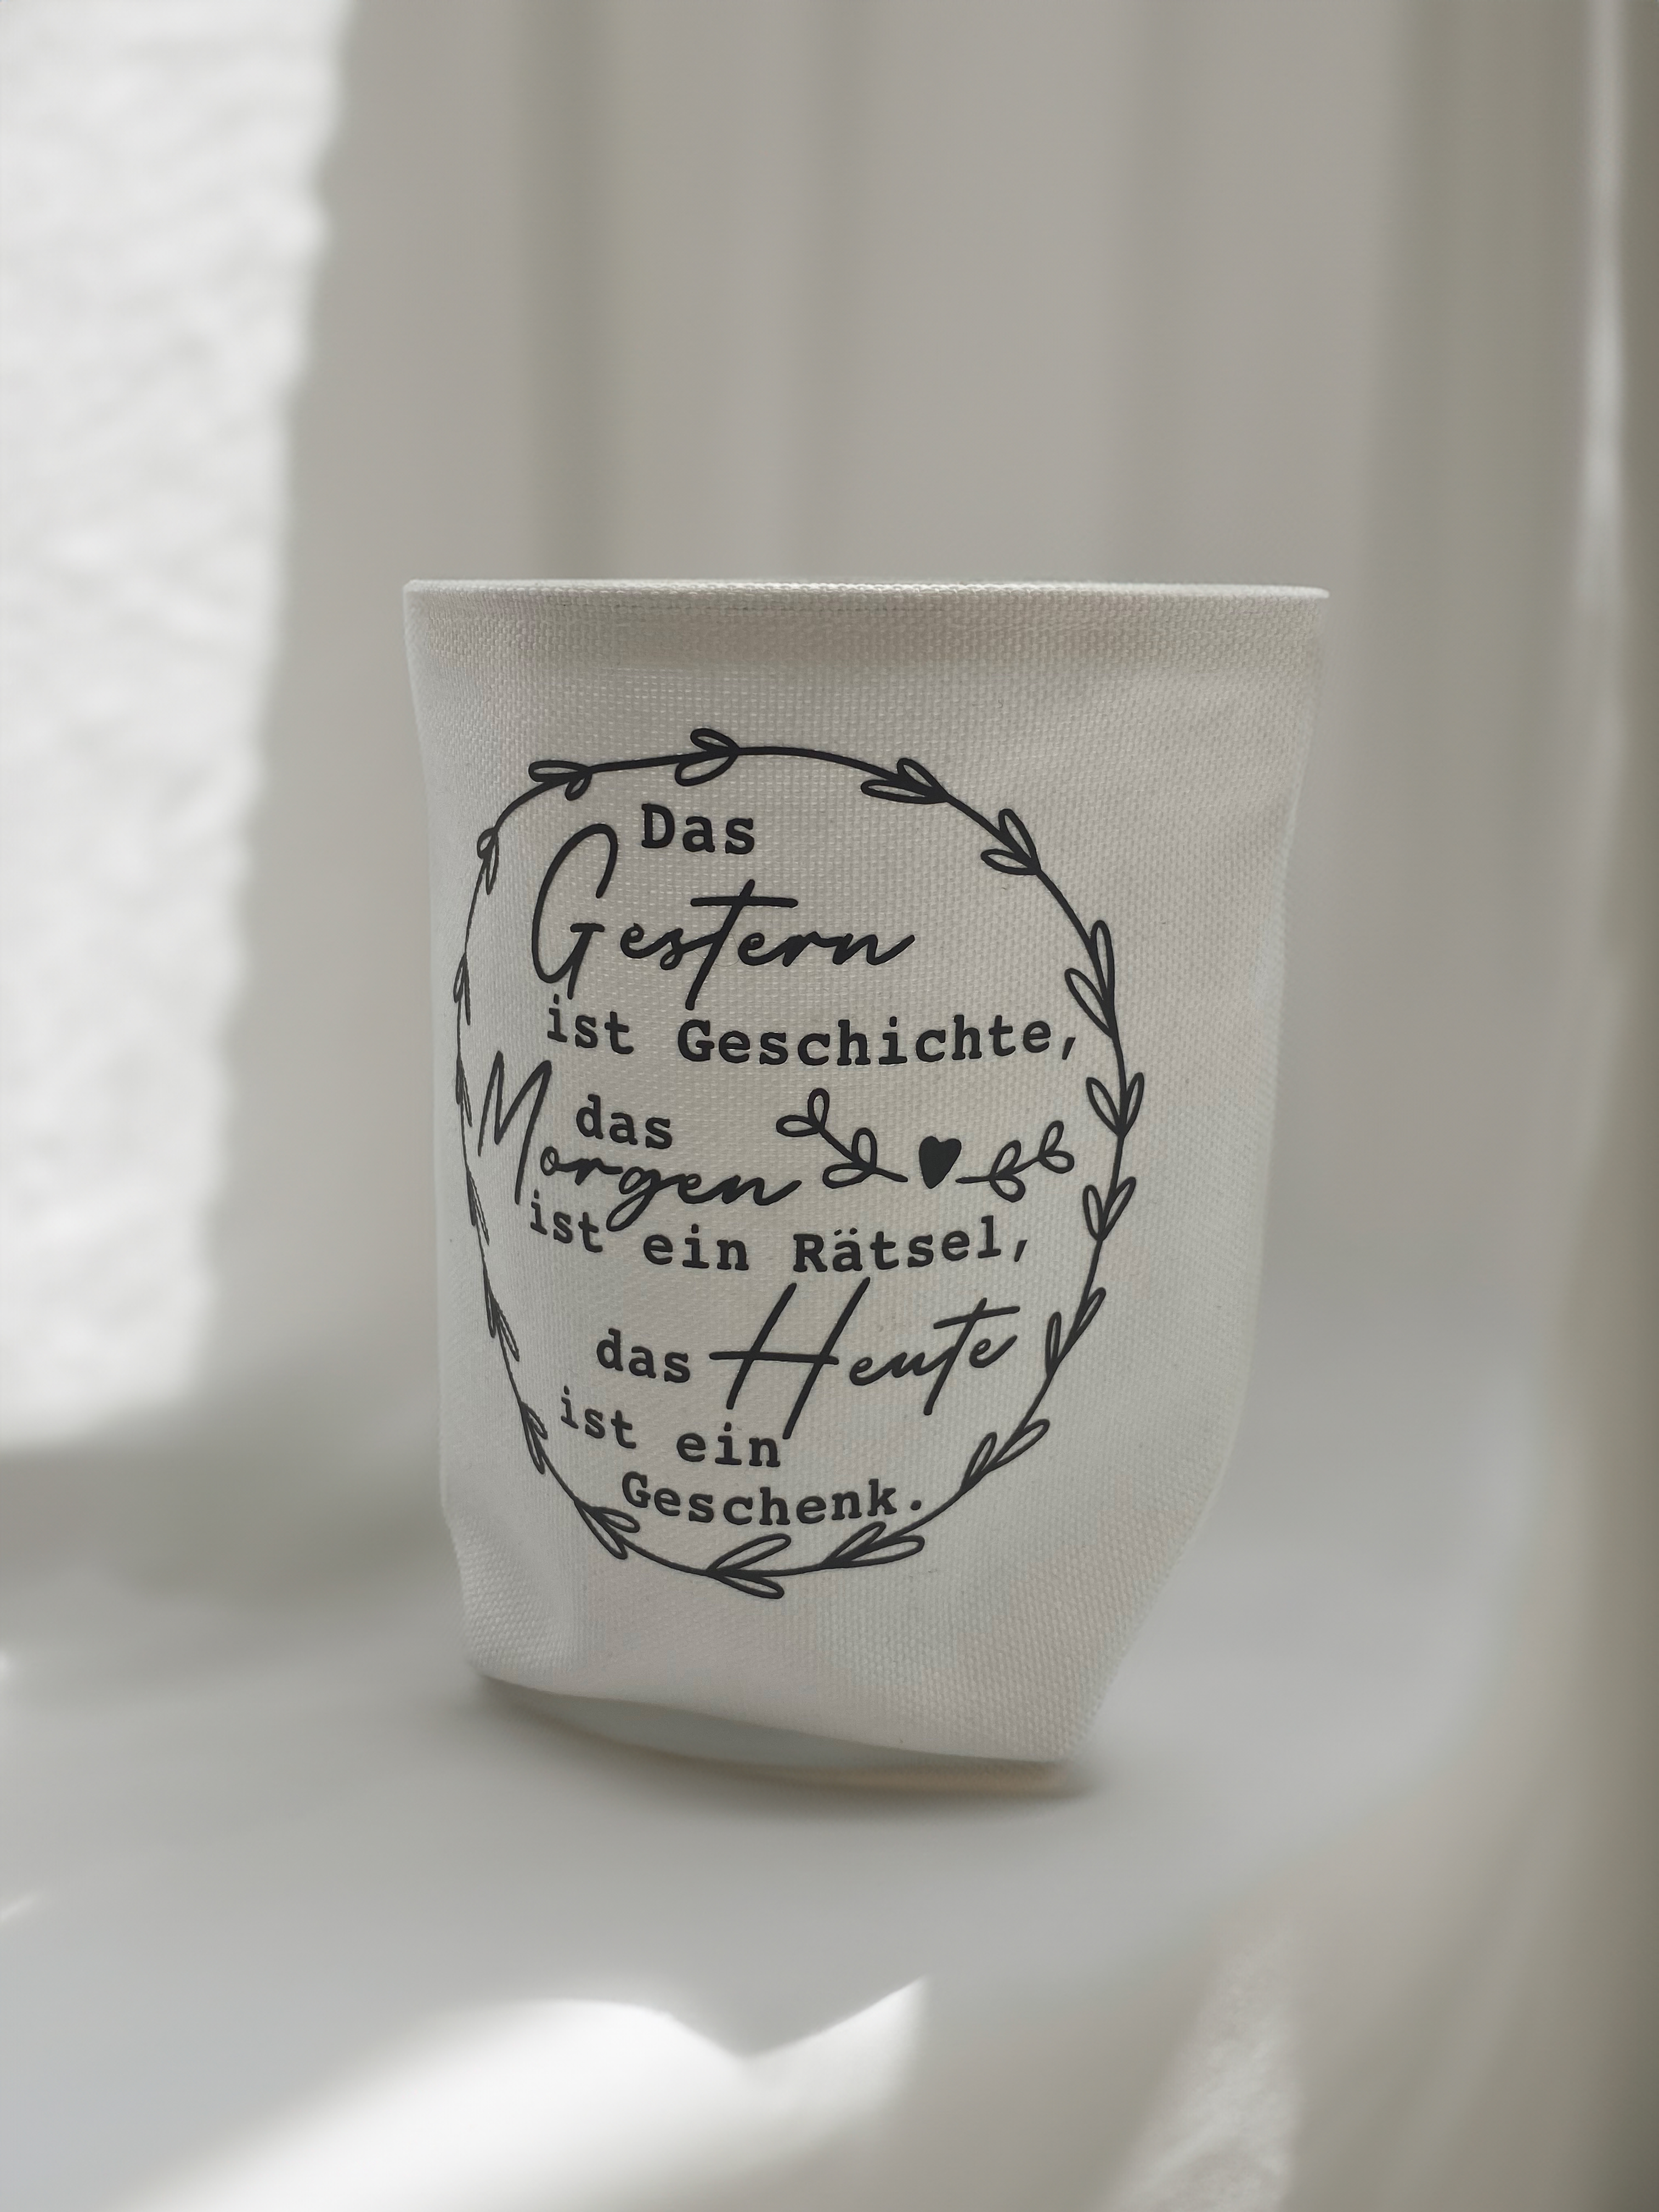 Das
Gestern
ist Geschichte,
das
Morgen
ist ein Rätsel,
das Heute
ist ein
Geschenk.